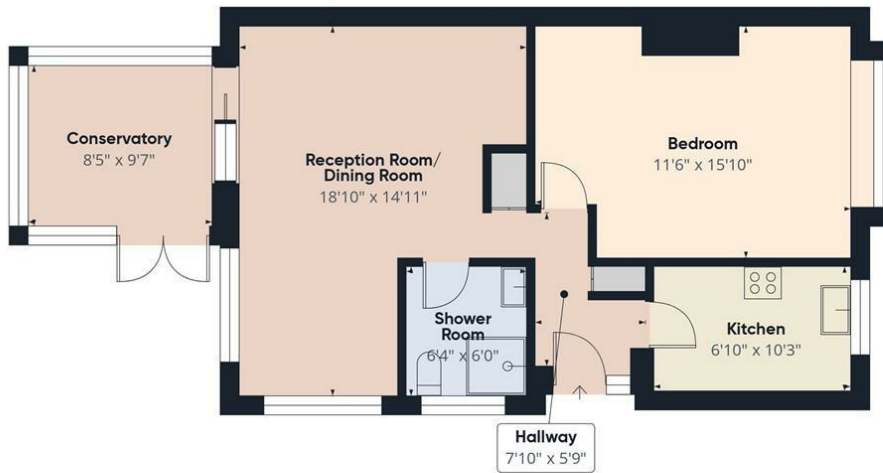 Conservatory
8'5" x 9'7"
Reception Room/
Dining Room
18'10" x 14'11"
Bedroom
11'6" x 15'10"
Shower
Room
6'4" x 6'0"
Kitchen
6'10" x 10'3"
Hallway
7'10" x 5'9"